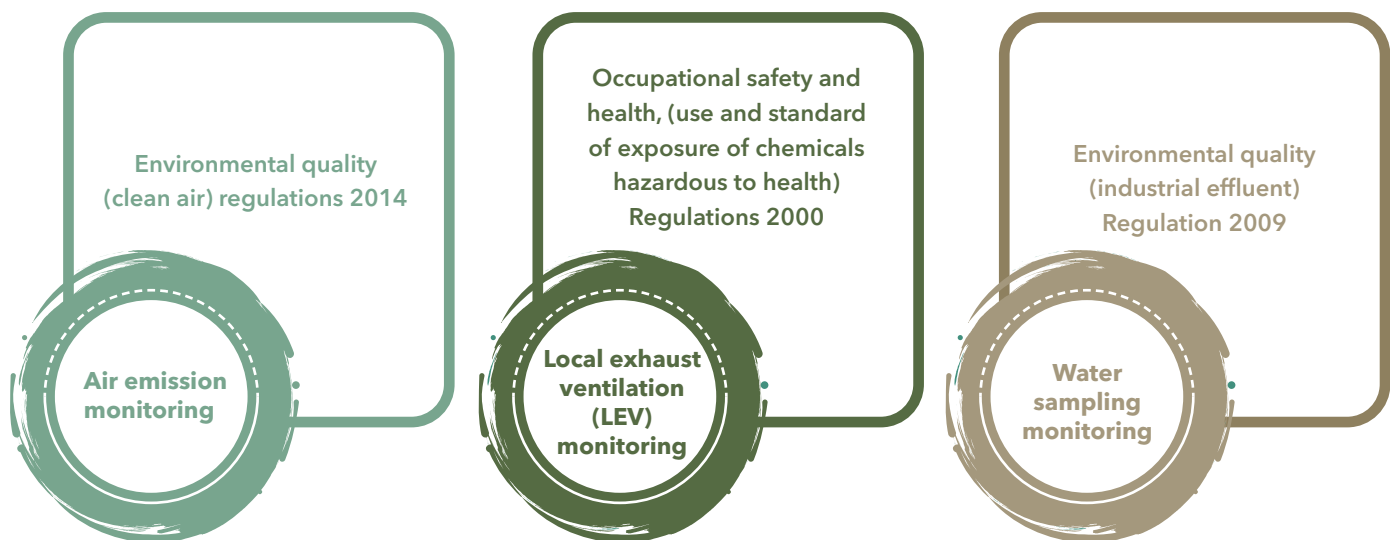 Environmental quality
(clean air) regulations 2014
Air emission
monitoring
Occupational safety and
health, (use and standard
of exposure of chemicals
hazardous to health)
Regulations 2000
Local exhaust
ventilation
(LEV)
monitoring
Environmental quality
(industrial effluent)
Regulation 2009
Water
sampling
monitoring